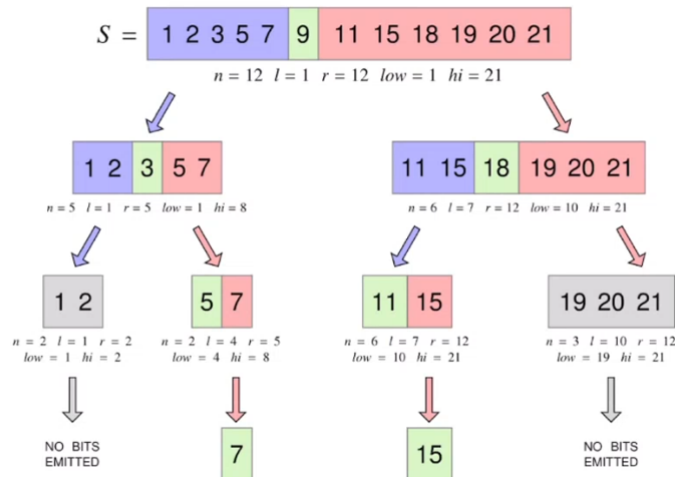 S = 1 2 3 5 7 9 11 15 18 19 20 21
n = 12 l = 1 r = 12 low = 1 hi = 21
1 2 3 5 7
11 15 18 19 20 21
n = 5 l = 1 r = 5 low = 1 hi = 8
n = 6 l = 7 r = 12 low = 10 hi = 21
1 2
5 7
11 15
19 20 21
n = 2 l = 1 r = 2
low = 1 hi = 2
n = 2 l = 4 r = 5
low = 4 hi = 8
n = 6 l = 7 r = 12
low = 10 hi = 21
n = 3 l = 10 r = 12
low = 19 hi = 21
NO BITS
EMITTED
7
15
NO BITS
EMITTED